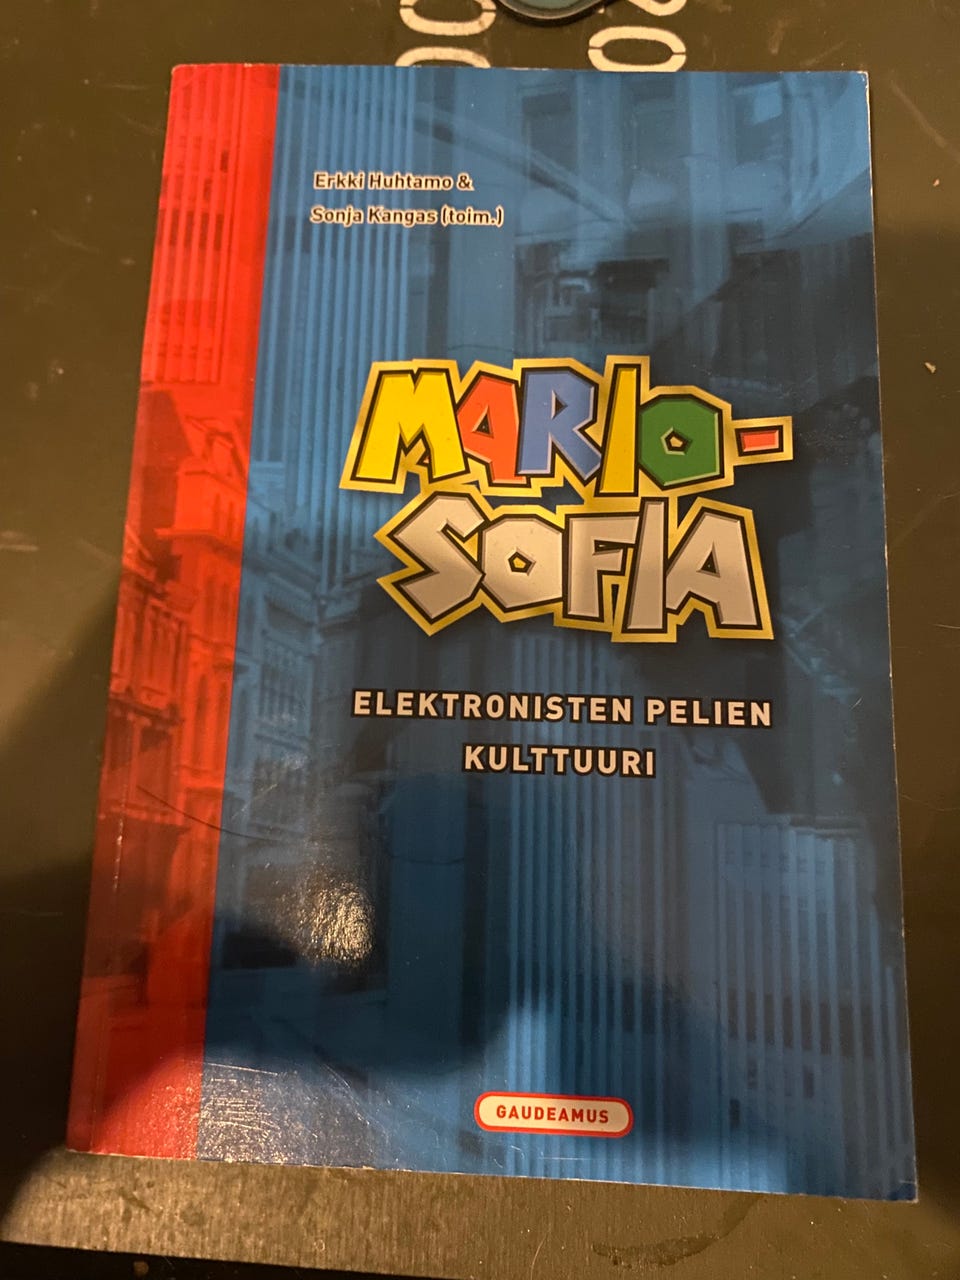 Erkki Huhtamo &
Sonja Kangas (toim.)
MARIO-
SOFIA
ELEKTRONISTEN PELIEN
KULTTUURI
GAUDEAMUS